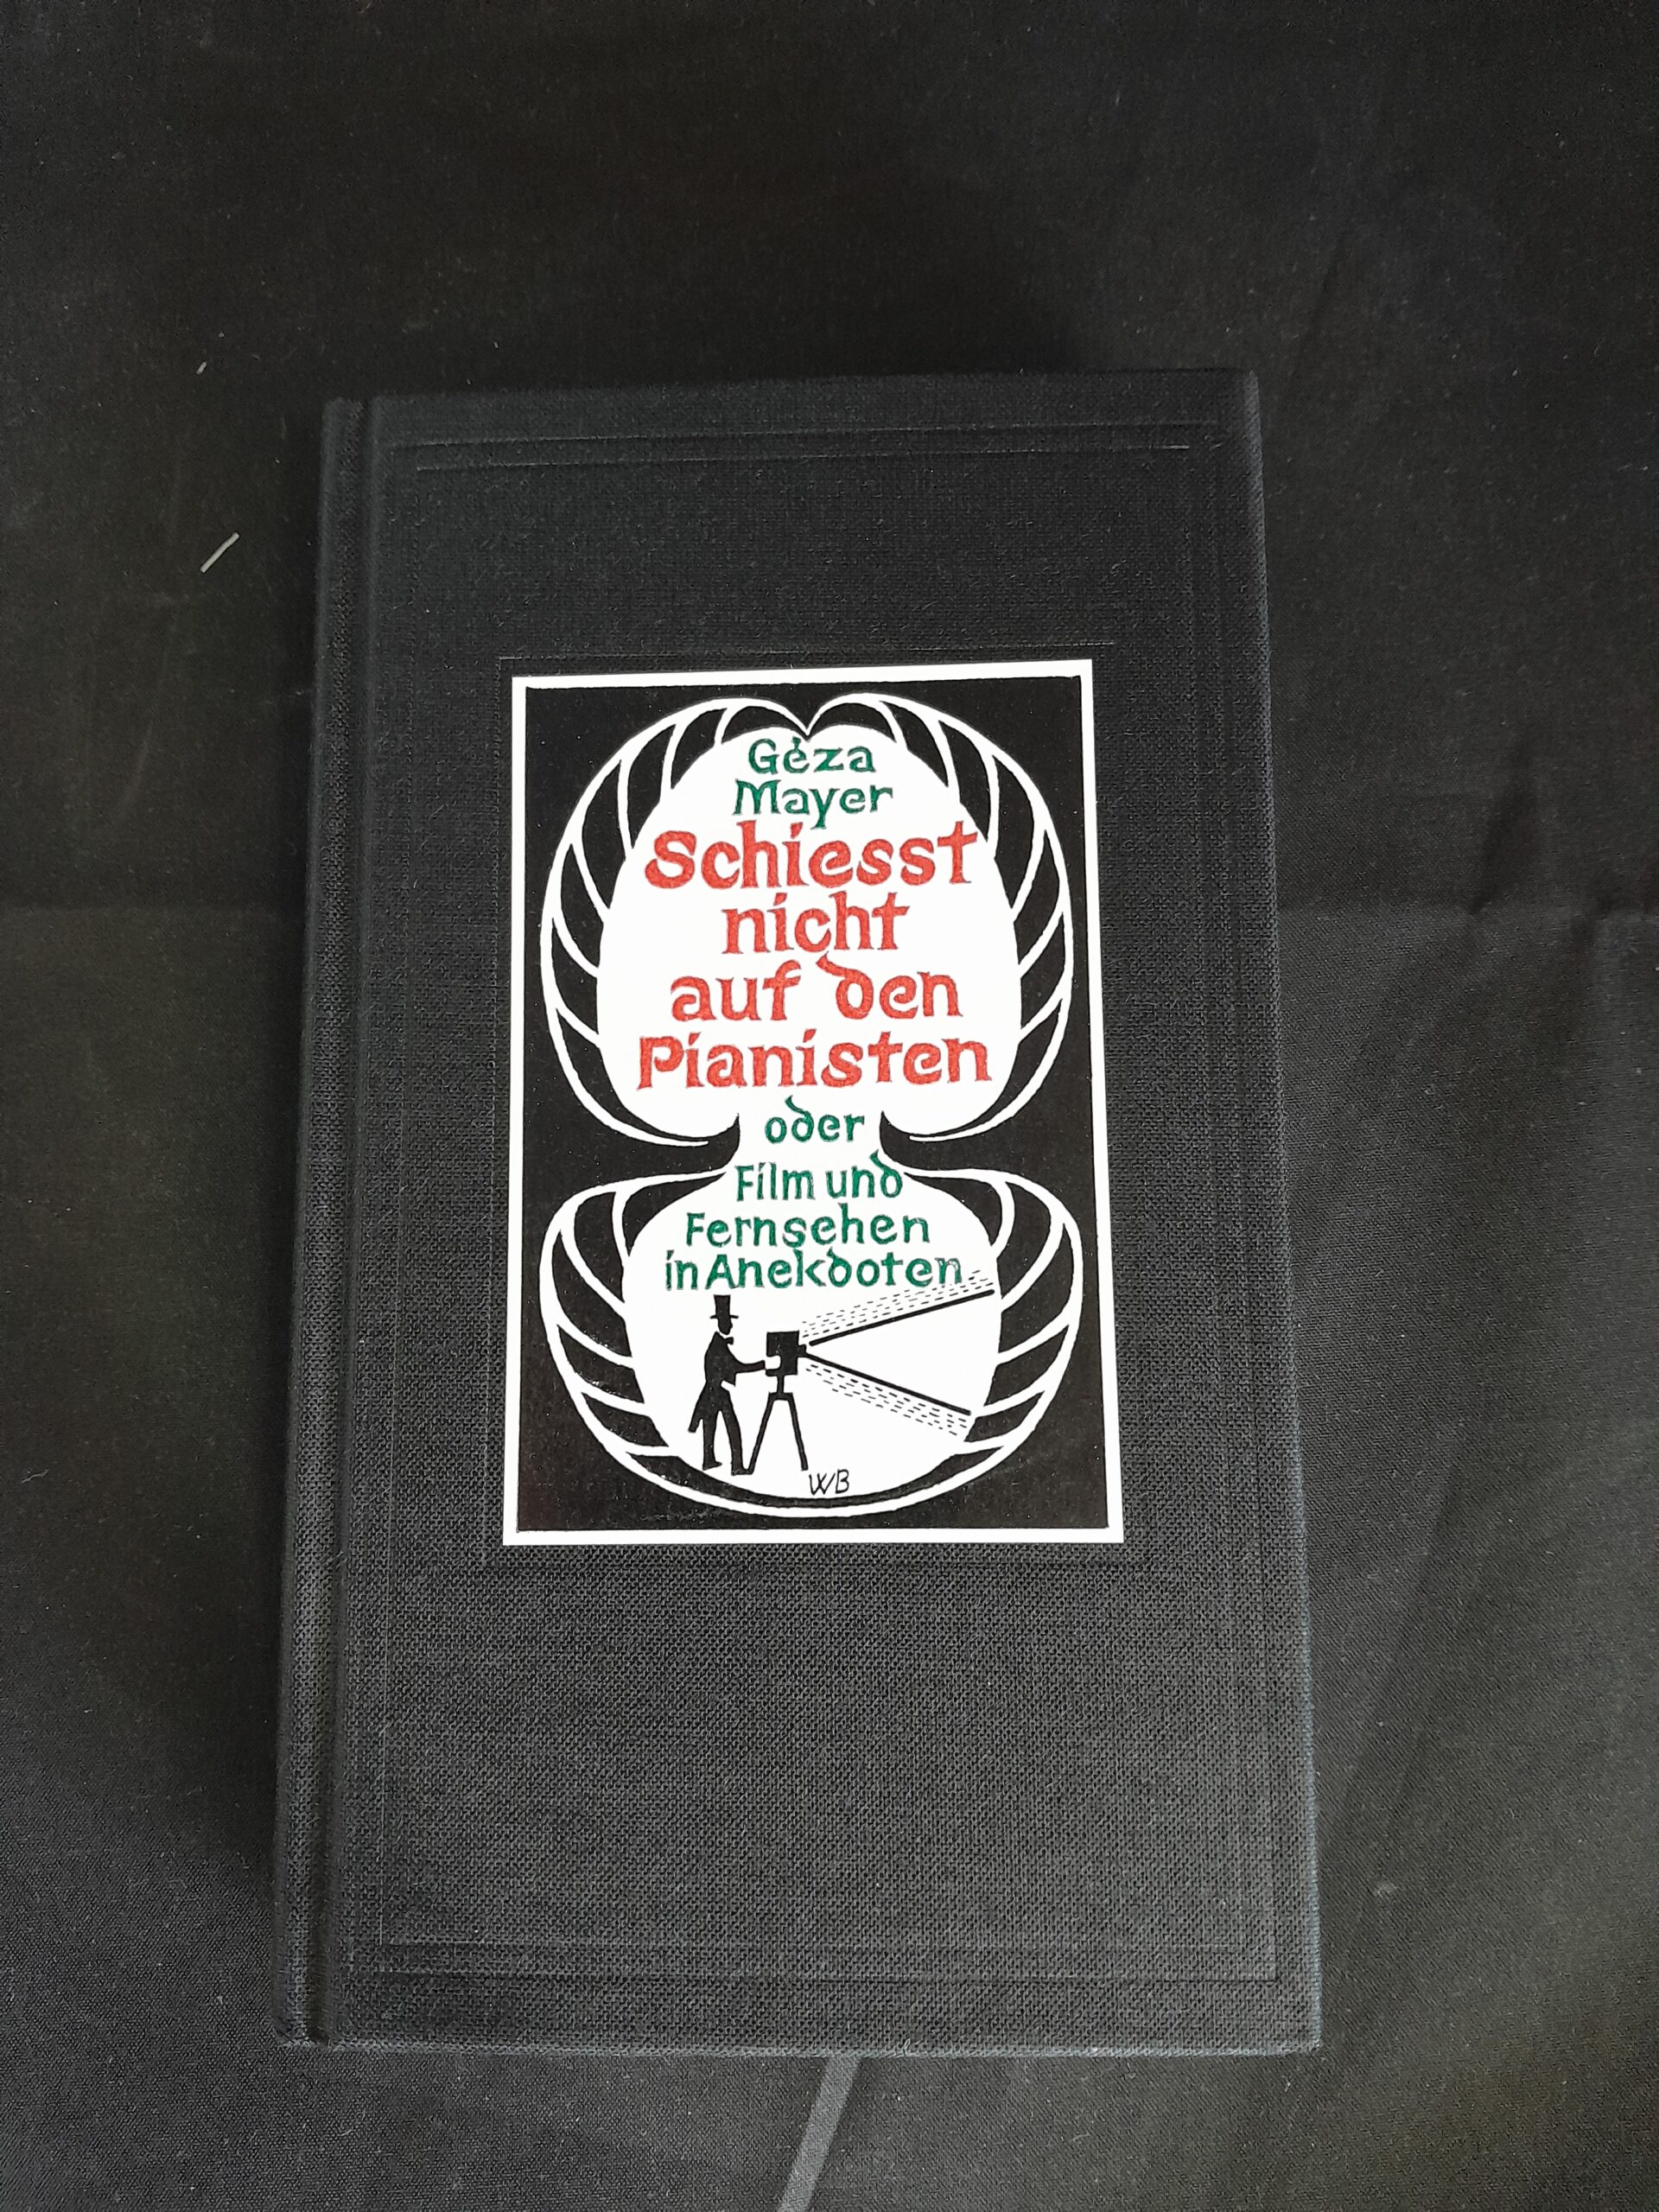 Géza
Mayer
Schiesst
nicht
auf den
Pianisten
oder
Film und
Fernsehen
in Anekdoten
WB